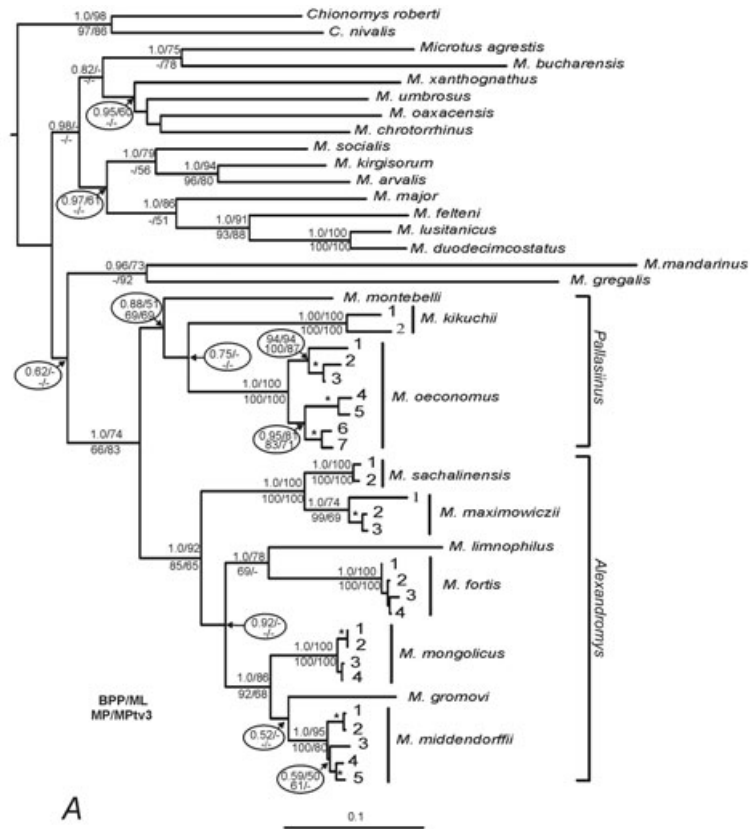 1.0/98
Chionomys roberti
97/86
C. nivalis
1.0/75
Microtus agrestis
-/78
M. bucharensis
0.82/-
-/-
M. xanthognathus
0.95/60
-/-
M. umbrosus
M. oaxacensis
0.98/-
-/-
M. chrotorrhinus
1.0/79
M. socialis
-/56
1.0/94
M. kirgisorum
96/80
M. arvalis
0.97/61
-/-
1.0/86
M. major
-/51
1.0/91
M. felteni
93/88
1.0/100
M. lusitanicus
100/100
M. duodecimcostatus
0.96/73
M.mandarinus
-/92
M. gregalis
0.88/51
69/69
M. montebelli
1.00/100
1
M. kikuchii
100/100
2
94/94
100/87
1
0.75/-
-/-
* 2
3
0.62/-
-/-
1.0/100
* 4
M. oeconomus
100/100
5
0.95/81
83/71
* 6
7
Pallasiinus
1.0/74
66/83
1.0/100
1
M. sachalinensis
100/100
2
1.0/100
100/100
1.0/74
1
99/69
* 2
M. maximowiczii
3
1.0/92
85/65
1.0/78
M. limnophilus
69/-
1.0/100
1
2
M. fortis
100/100
3
4
0.92/-
-/-
1.0/100
* 1
2
M. mongolicus
100/100
3
4
1.0/86
92/68
M. gromovi
0.52/-
-/-
1.0/95
* 1
2
100/80
3
M. middendorffii
4
0.59/50
61/-
* 5
Alexandromys
BPP/ML
MP/MPtv3
A
0.1